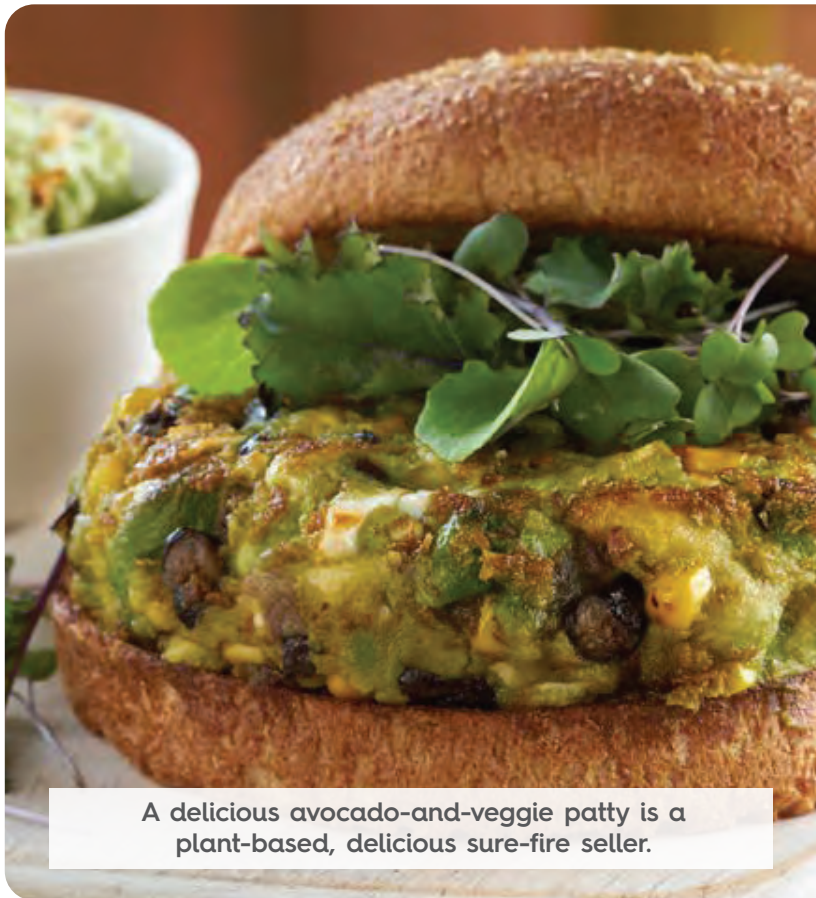 A delicious avocado-and-veggie patty is a
plant-based, delicious sure-fire seller.